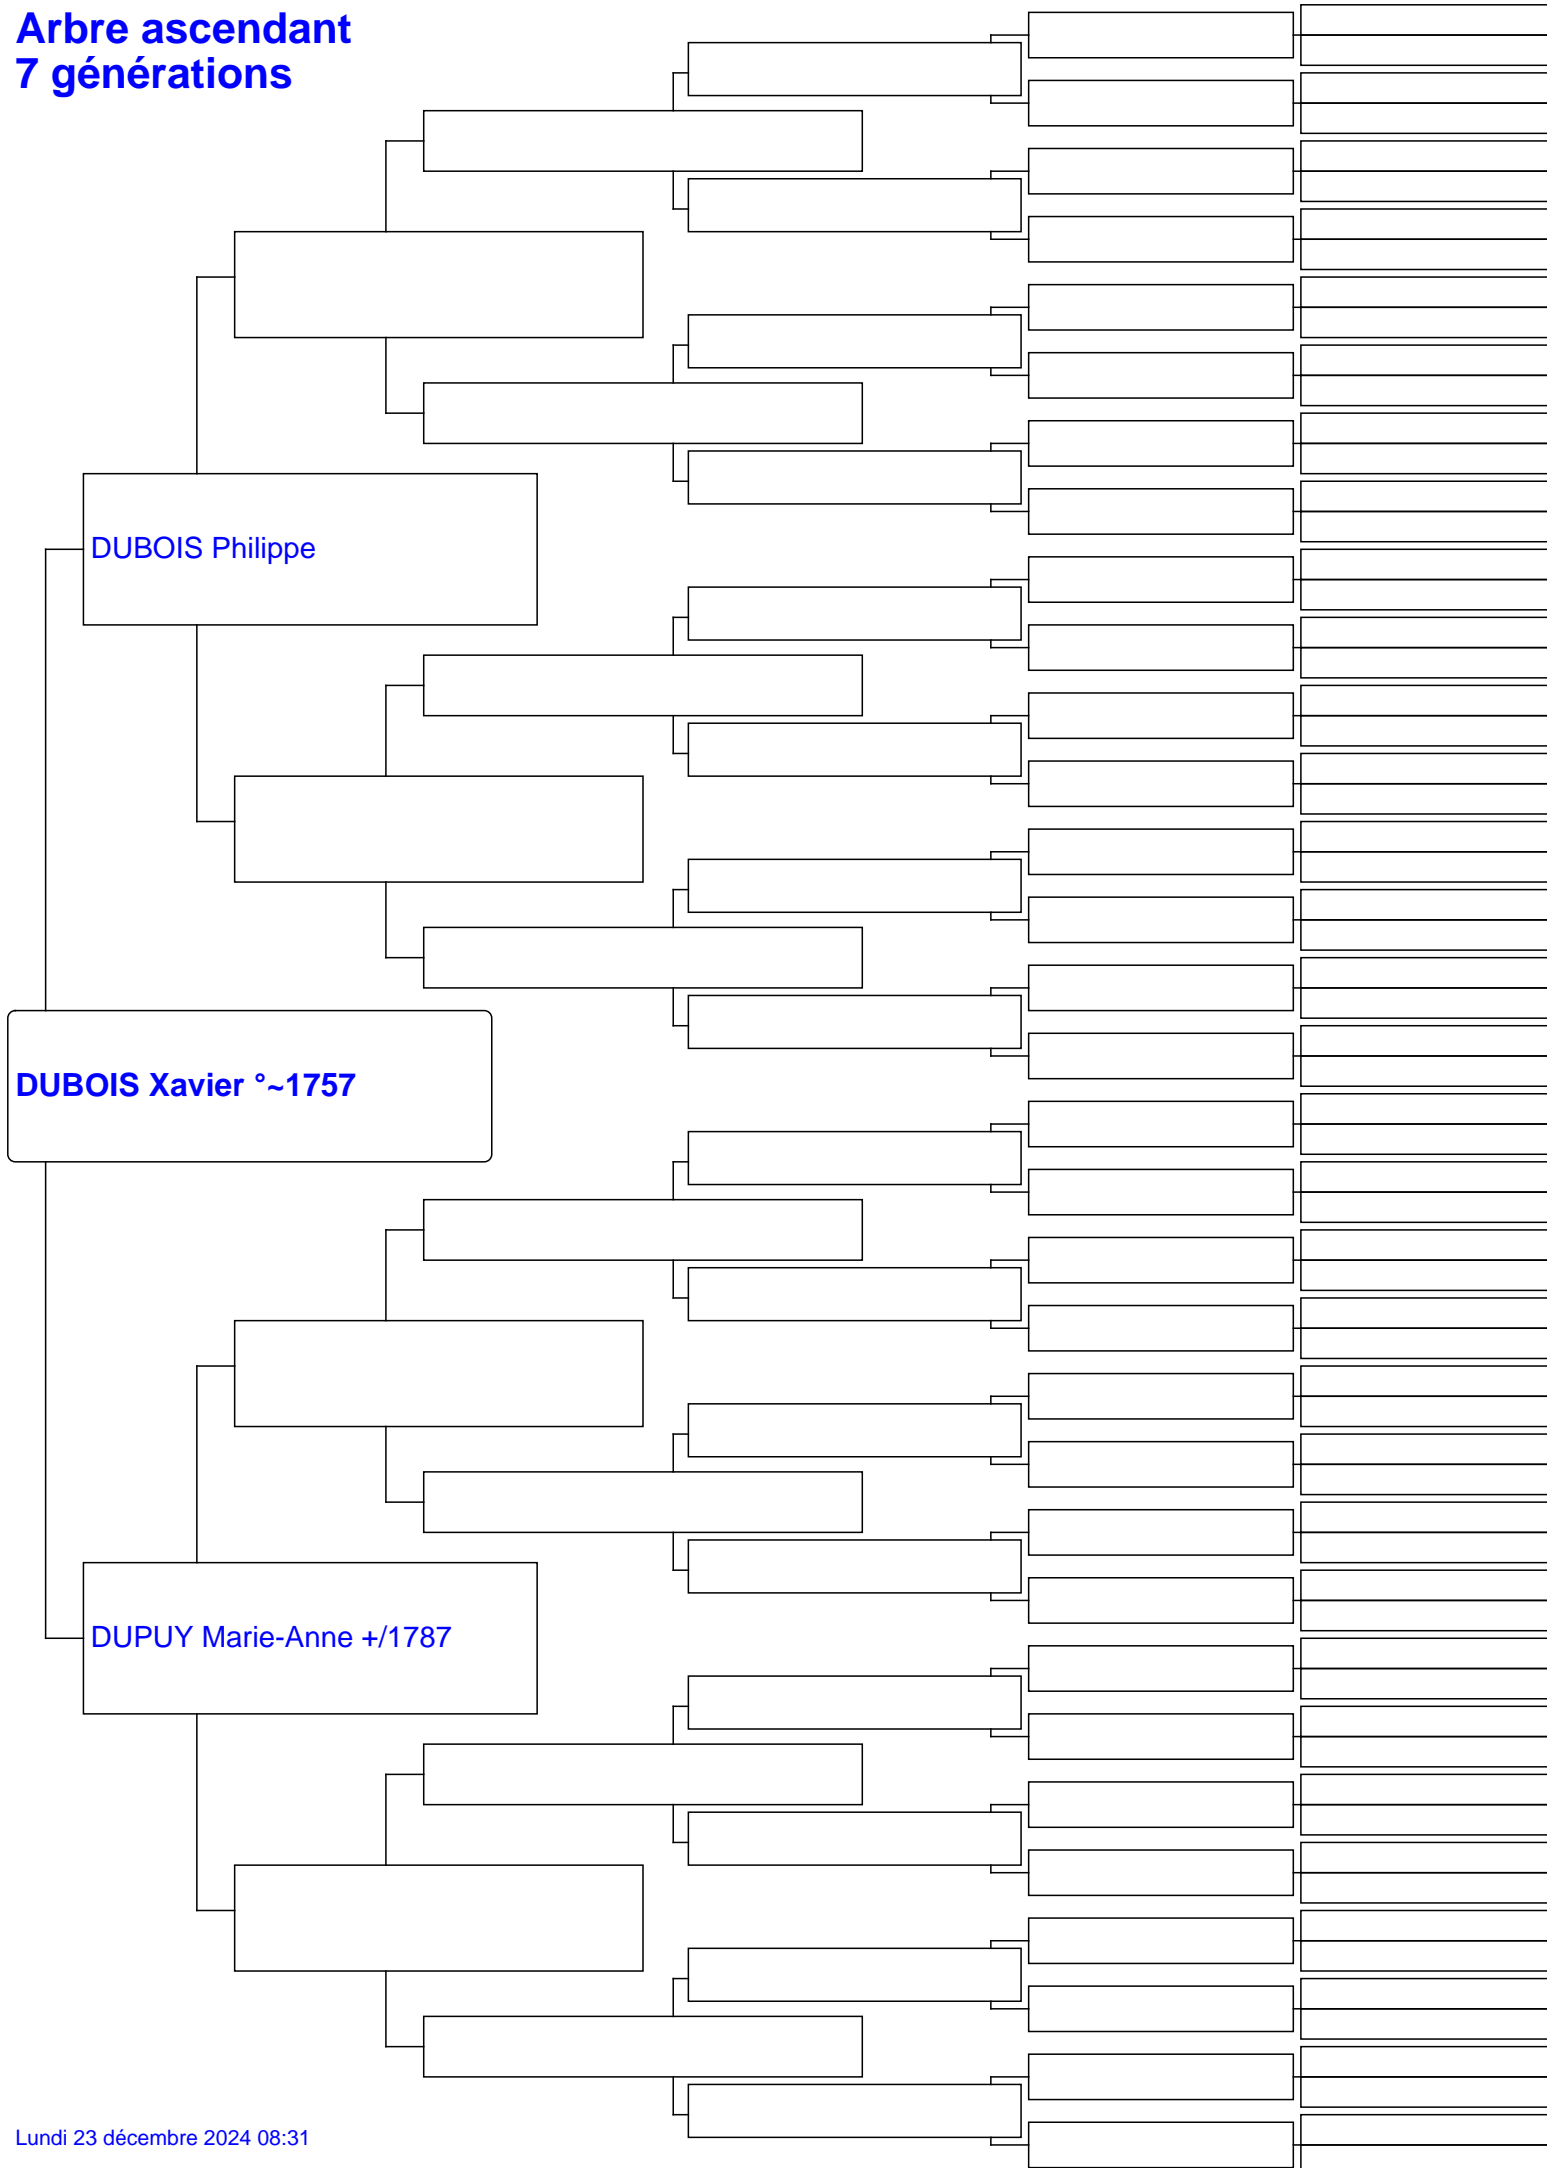 Arbre ascendant
7 générations
DUBOIS Philippe
DUBOIS Xavier °~1757
DUPUY Marie-Anne +/1787
Lundi 23 décembre 2024 08:31